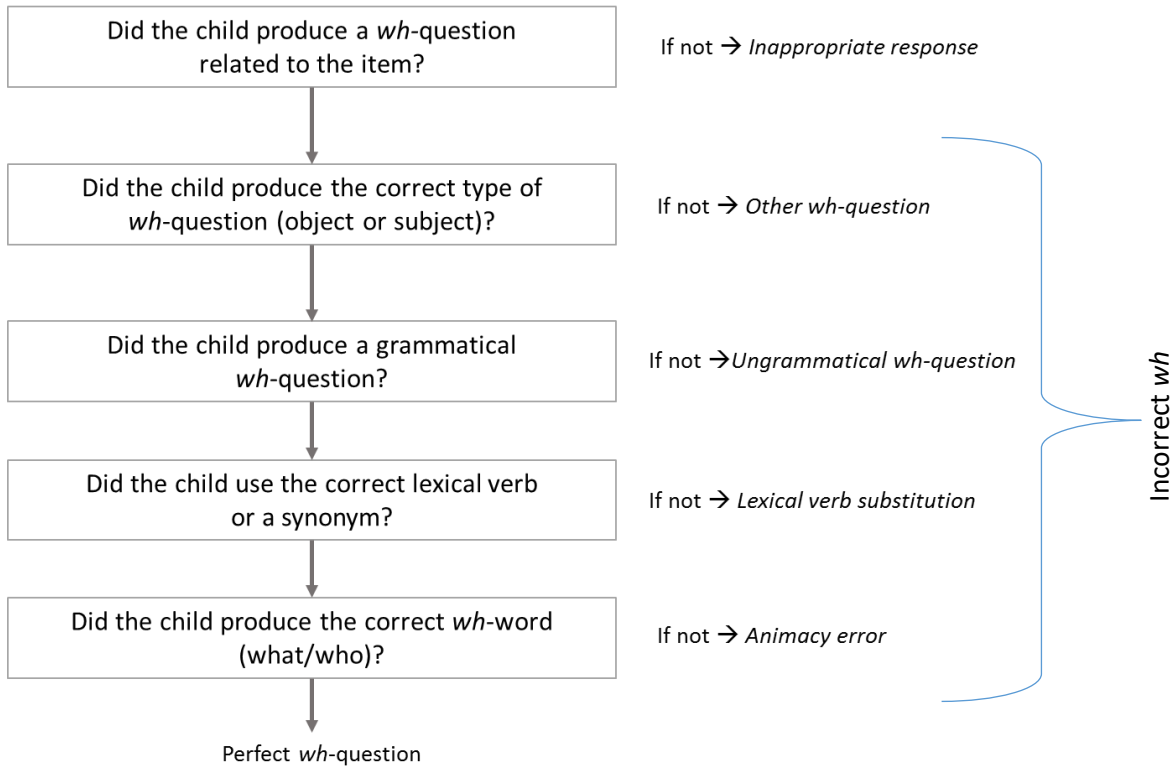 Did the child produce a wh-question
related to the item?
If not → Inappropriate response
Did the child produce the correct type of
wh-question (object or subject)?
If not → Other wh-question
Did the child produce a grammatical
wh-question?
If not →Ungrammatical wh-question
Did the child use the correct lexical verb
or a synonym?
If not → Lexical verb substitution
Did the child produce the correct wh-word
(what/who)?
If not → Animacy error
Perfect wh-question
Incorrect wh